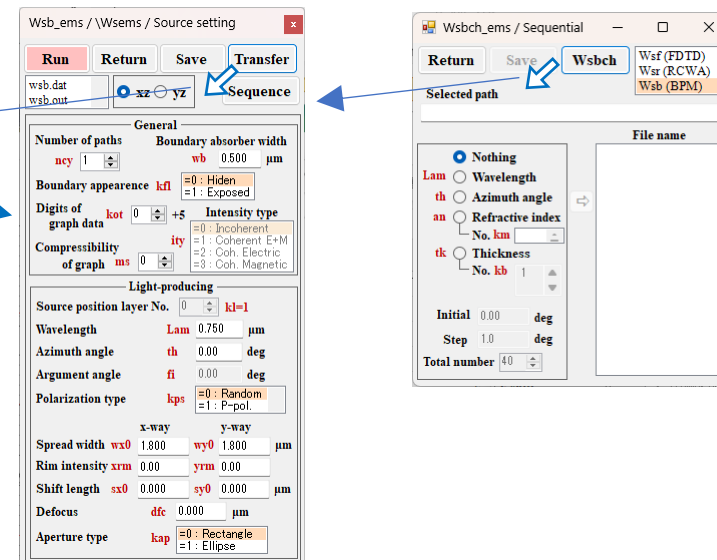 Wsb_ems / \Wsems / Source setting
x
Run Return Save Transfer
wsb.dat
wsb.out
xz yz
Sequence
General
Number of paths Boundary absorber width
ncy 1 wb 0.500 μm
Boundary appearence kfl =0 : Hiden
=1 : Exposed
Digits of
graph data kot 0 +5 Intensity type
ity =0 : Incoherent
=1 : Coherent E+M
=2 : Coh. Electric
=3 : Coh. Magnetic
Compressibility
of graph ms 0
Light-producing
Source position layer No. 0 kl=1
Wavelength Lam 0.750 μm
Azimuth angle th 0.00 deg
Argument angle fi 0.00 deg
Polarization type kps =0 : Random
=1 : P-pol.
x-way y-way
Spread width wx0 1.800 wy0 1.800 μm
Rim intensity xrm 0.00 yrm 0.00
Shift length sx0 0.000 sy0 0.000 μm
Defocus dfc 0.000 μm
Aperture type kap =0 : Rectangle
=1 : Ellipse
Wsbch_ems / Sequential
Return Save Wsbch
Wsf (FDTD)
Wsr (RCWA)
Wsb (BPM)
Selected path
File name
Nothing
Lam Wavelength
th Azimuth angle
an Refractive index
No. km
tk Thickness
No. kb 1
Initial 0.00 deg
Step 1.0 deg
Total number 40